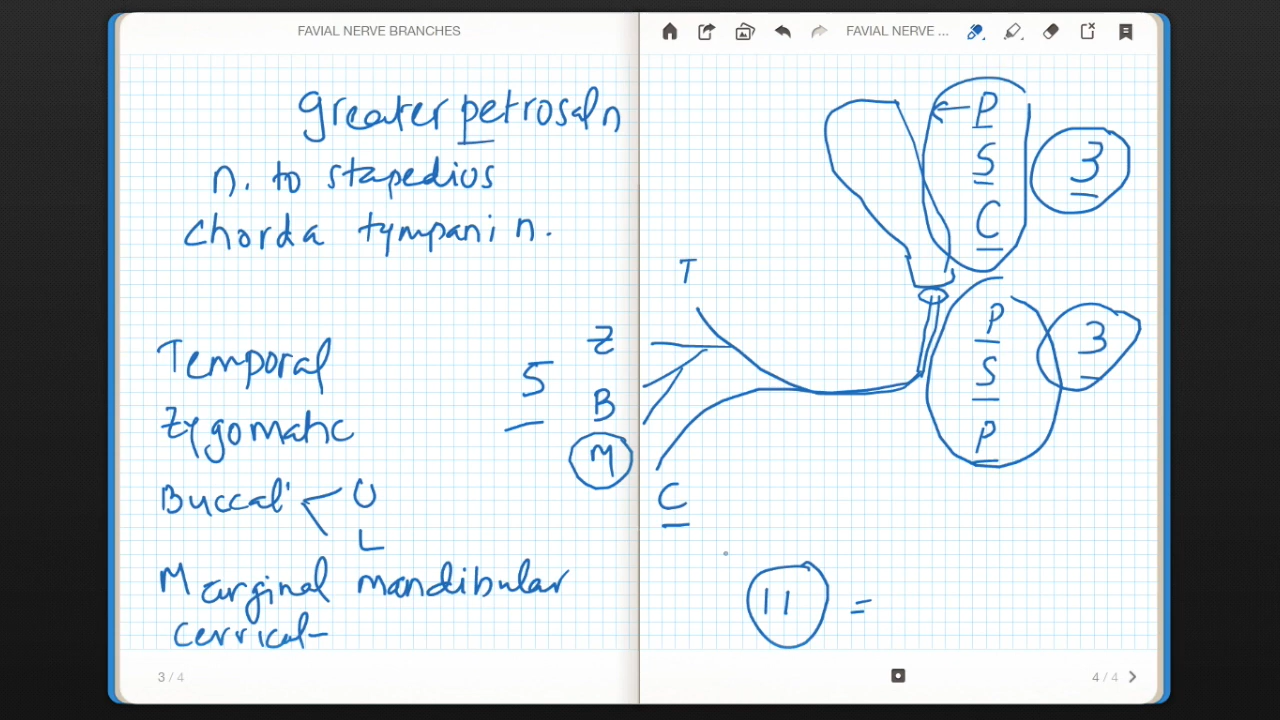 FAVIAL NERVE BRANCHES
greater petrosal n
n. to stapedius
chorda tympani n.
Temporal
Zygomatic
Buccal
U
L
Marginal mandibular
cervical
5
Z
B
M
3 / 4
FAVIAL NERVE ...
P
S
C
3
T
P
S
P
3
C
11 =
4 / 4